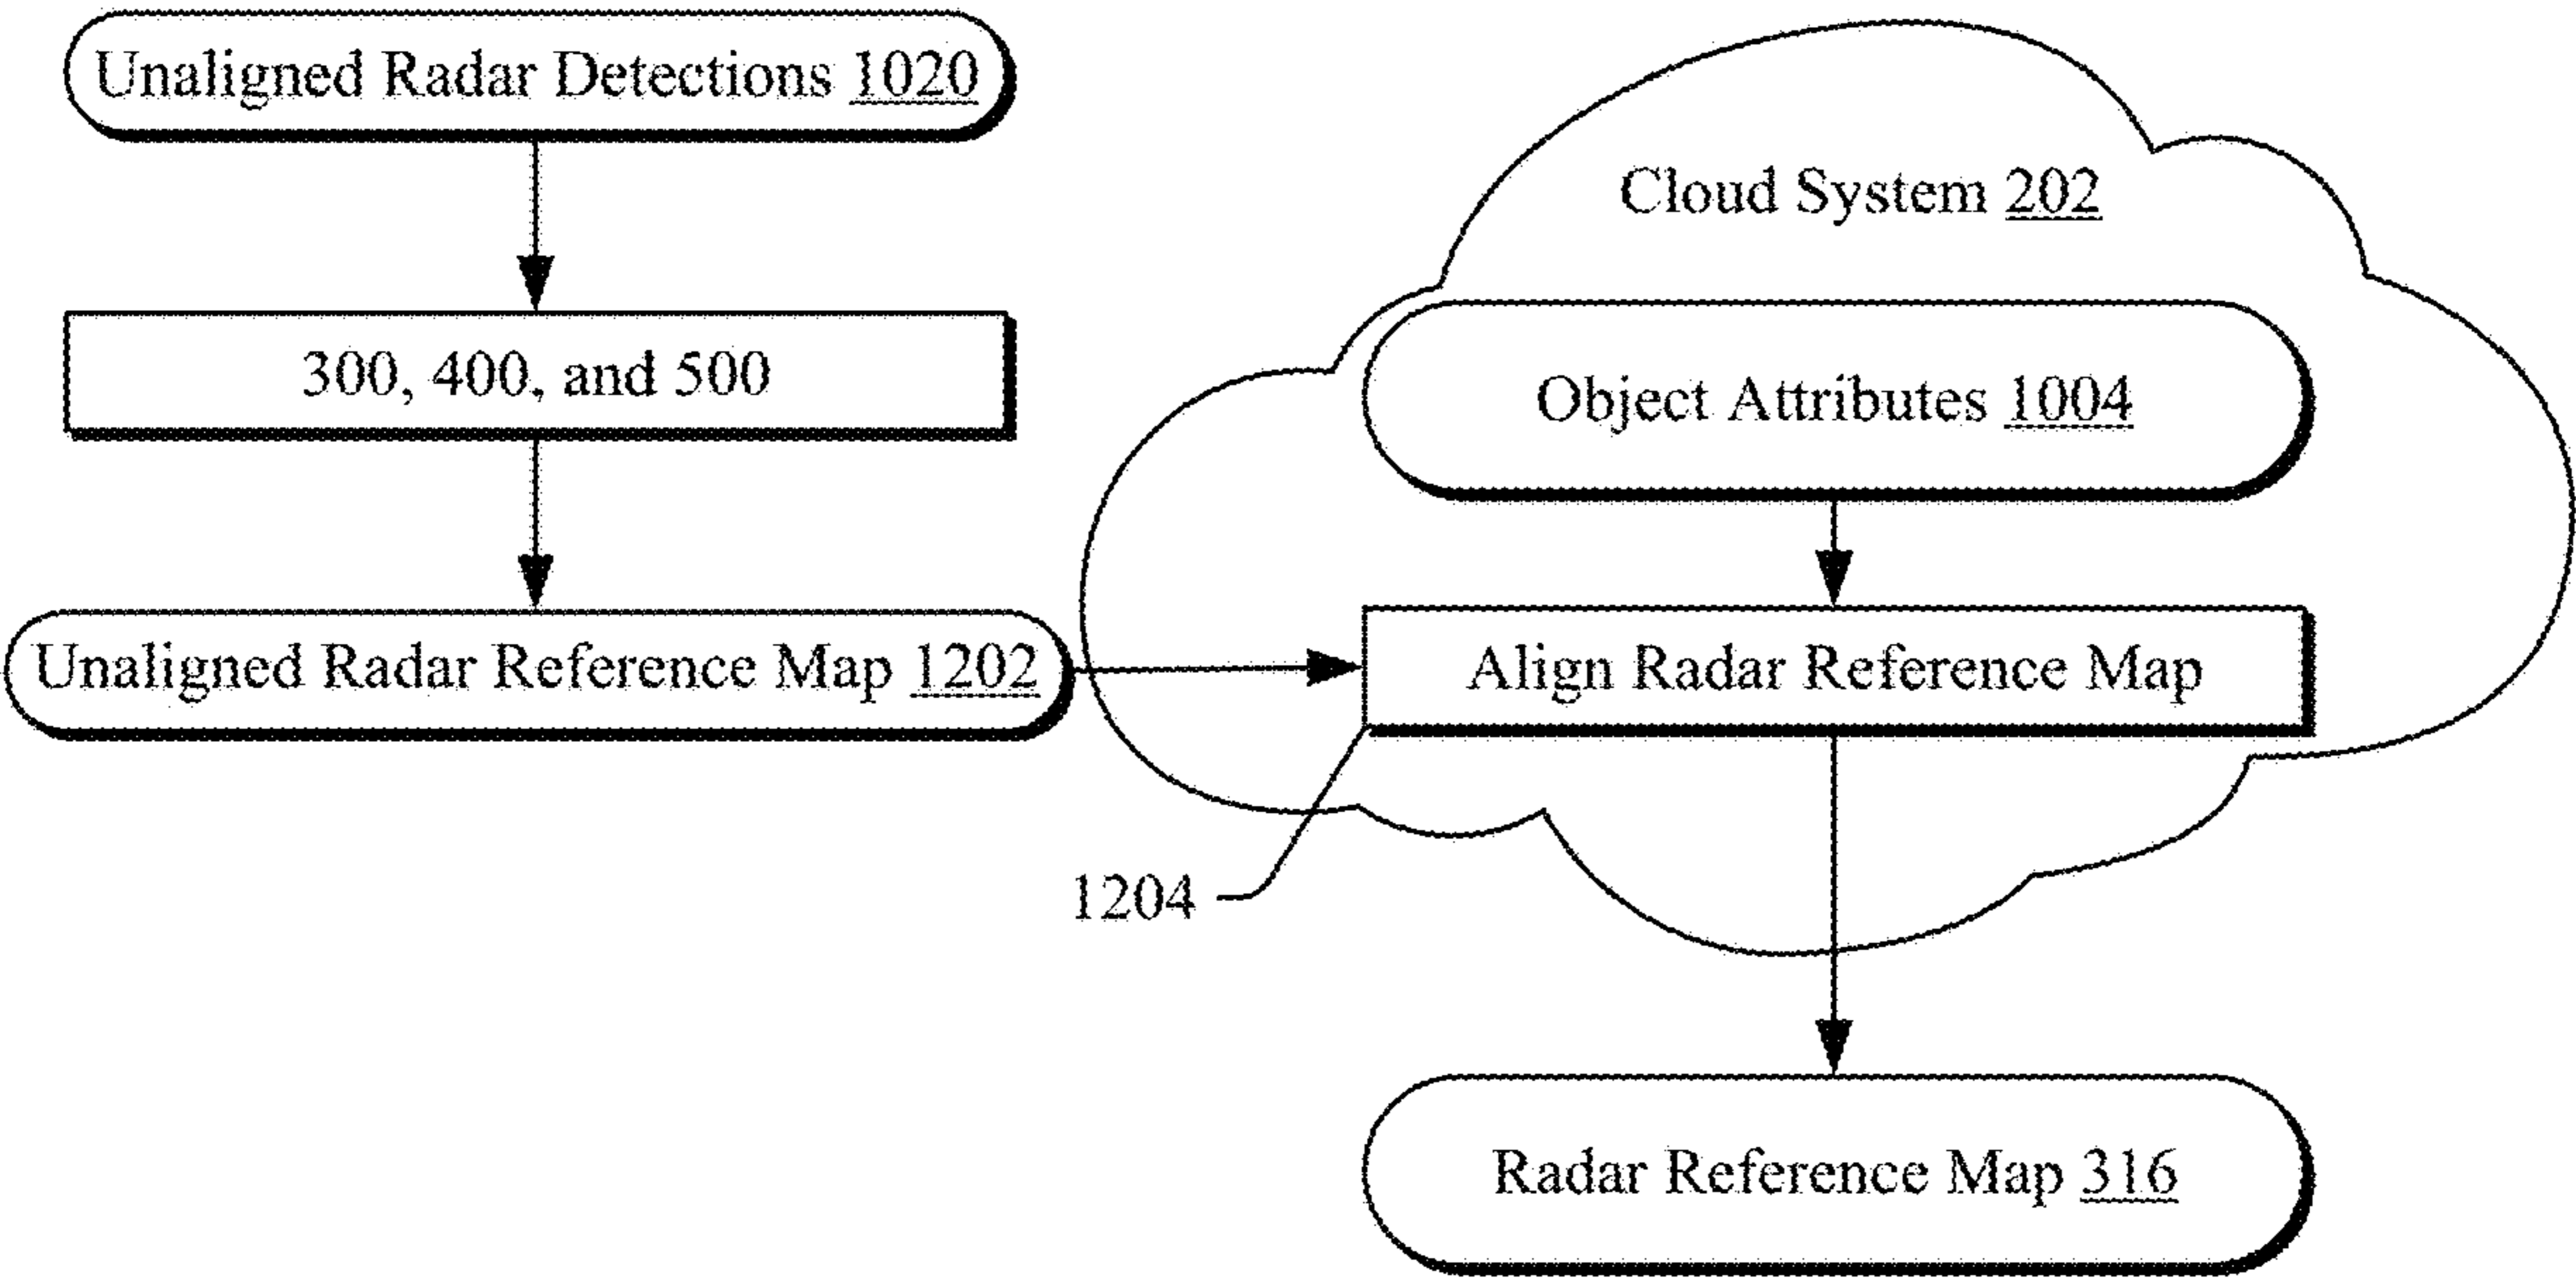 Unaligned Radar Detections 1020
300, 400, and 500
Unaligned Radar Reference Map 1202
Cloud System 202
Object Attributes 1004
Align Radar Reference Map
1204
Radar Reference Map 316